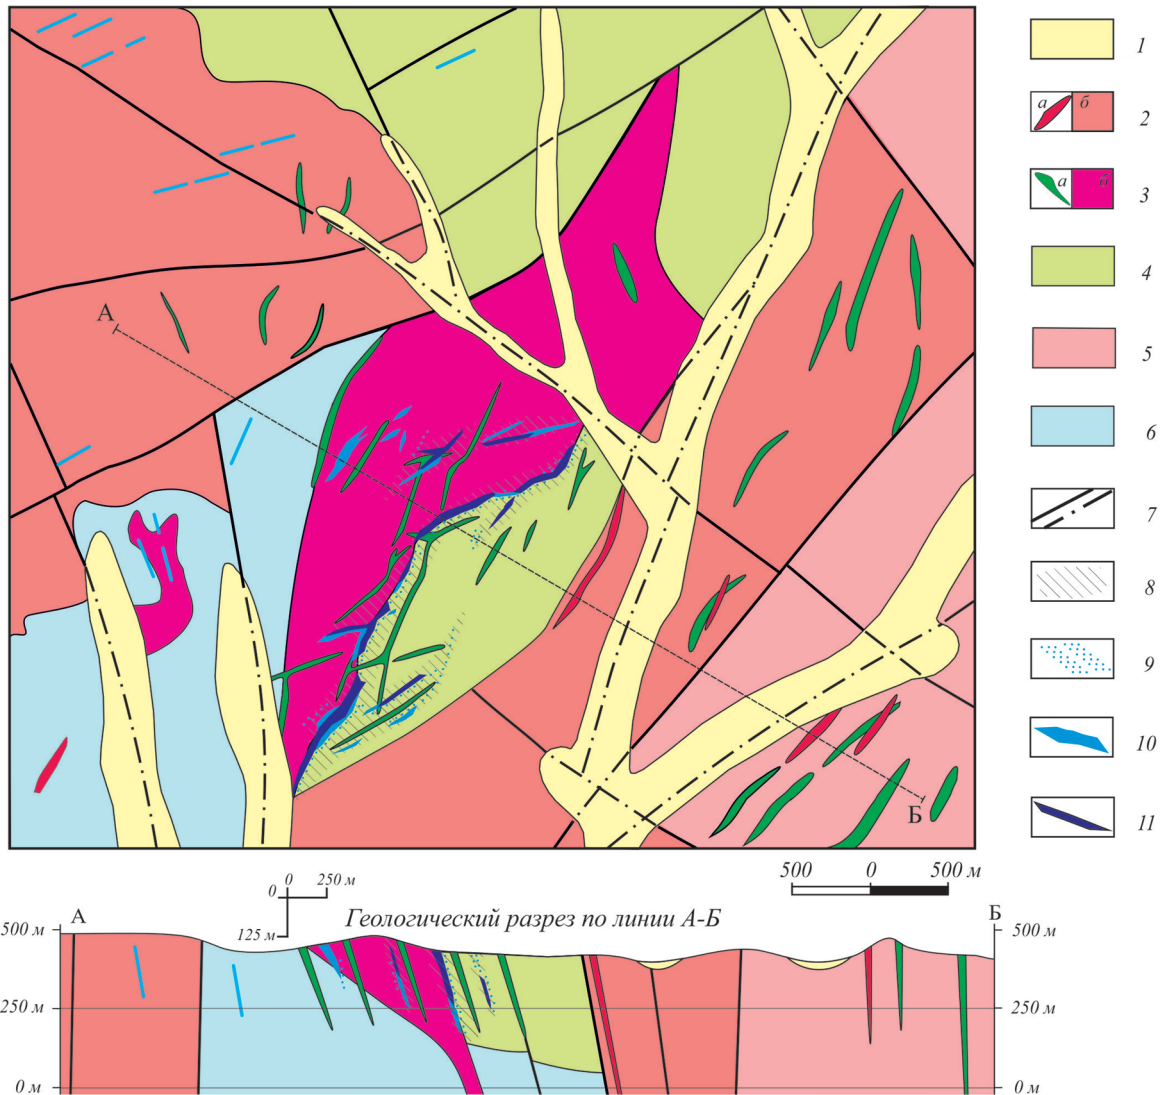 1
а б 2
а б 3
4
А
5
6
7
8
9
10
Б
11
500 0 500 м
0 250 м
0
125 м
Геологический разрез по линии А-Б
А Б
500 м 500 м
250 м 250 м
0 м 0 м